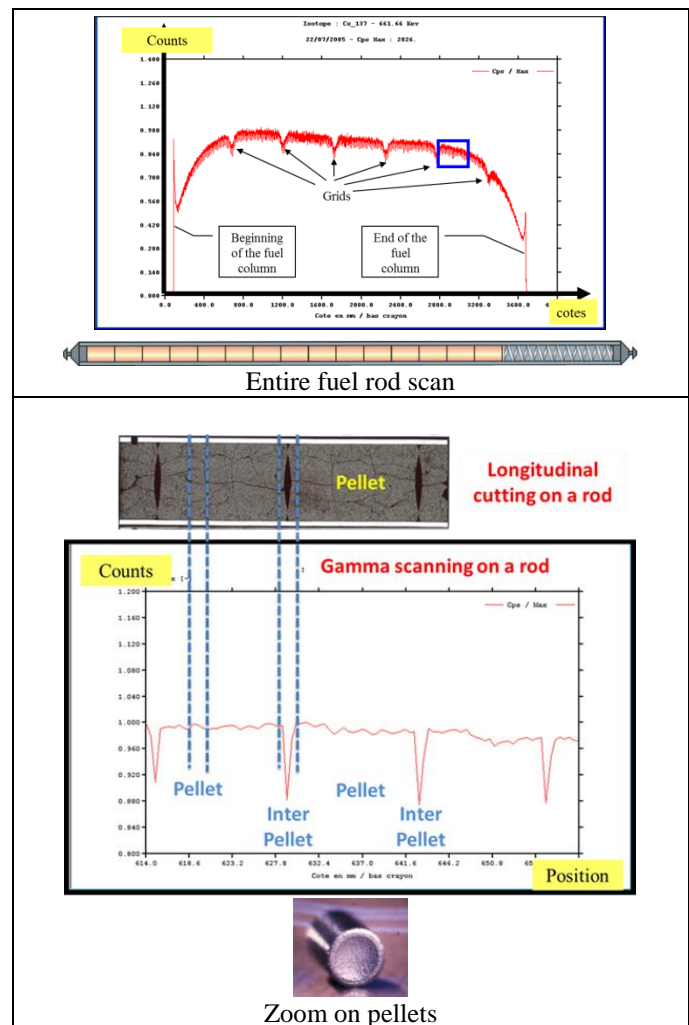 Isotope : Cs_137 - 661.66 Kev
Counts
22/07/2005 - Cps Max : 2026.
1.400
Cps / Max
1.260
1.120
0.980
0.840
0.700
Grids
0.560
0.420
Beginning of the fuel column
End of the fuel column
0.280
0.140
0.000
0.0 400.0 800.0 1200.0 1600.0 2000.0 2400.0 2800.0 3200.0 3600.0
Cote en mm / bas crayon
cotes
Entire fuel rod scan
Pellet
Longitudinal
cutting on a rod
Counts
Gamma scanning on a rod
1.200
Cps / Max
1.160
1.120
1.080
1.040
1.000
0.960
0.920
Pellet
Pellet
0.880
Inter
Pellet
Inter
Pellet
0.840
0.800
614.0 618.6 623.2 627.8 632.4 637.0 641.6 646.2 650.8
Cote en mm / bas crayon
Position
Zoom on pellets